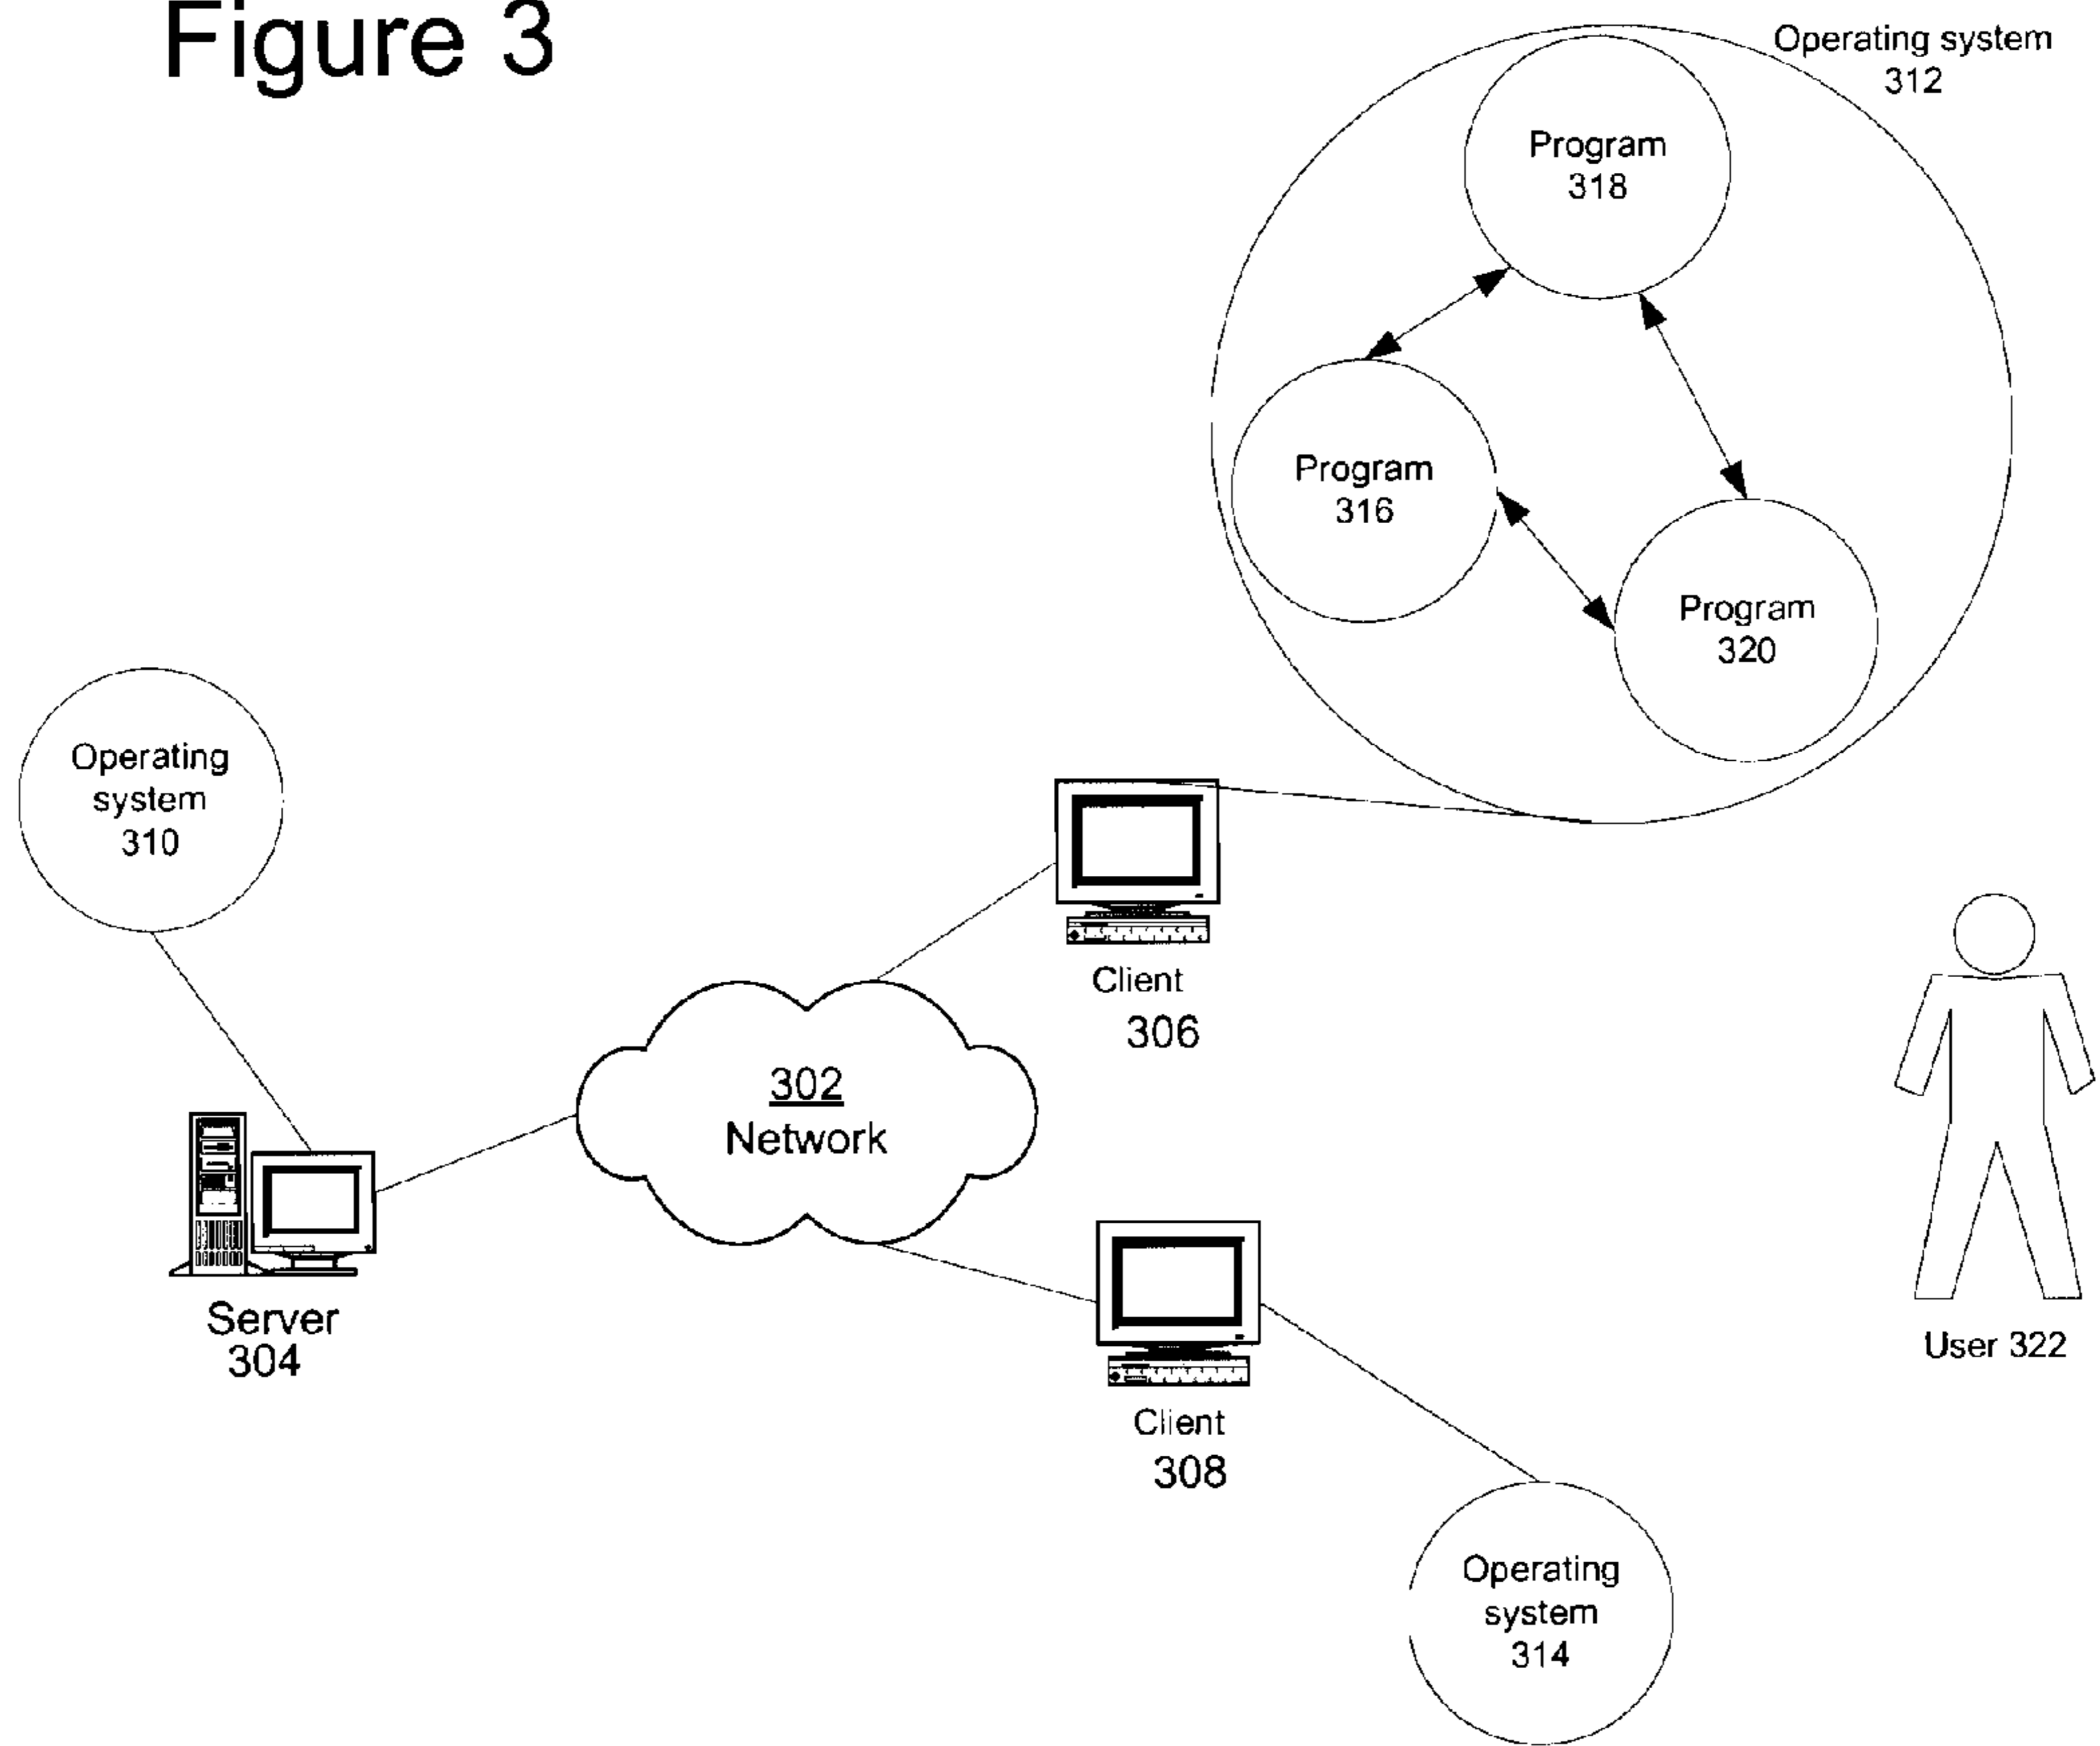 Figure 3
Operating system
312
Program
318
Program
316
Program
320
Operating
system
310
Client
306
302
Network
Server
304
Client
308
User 322
Operating
system
314